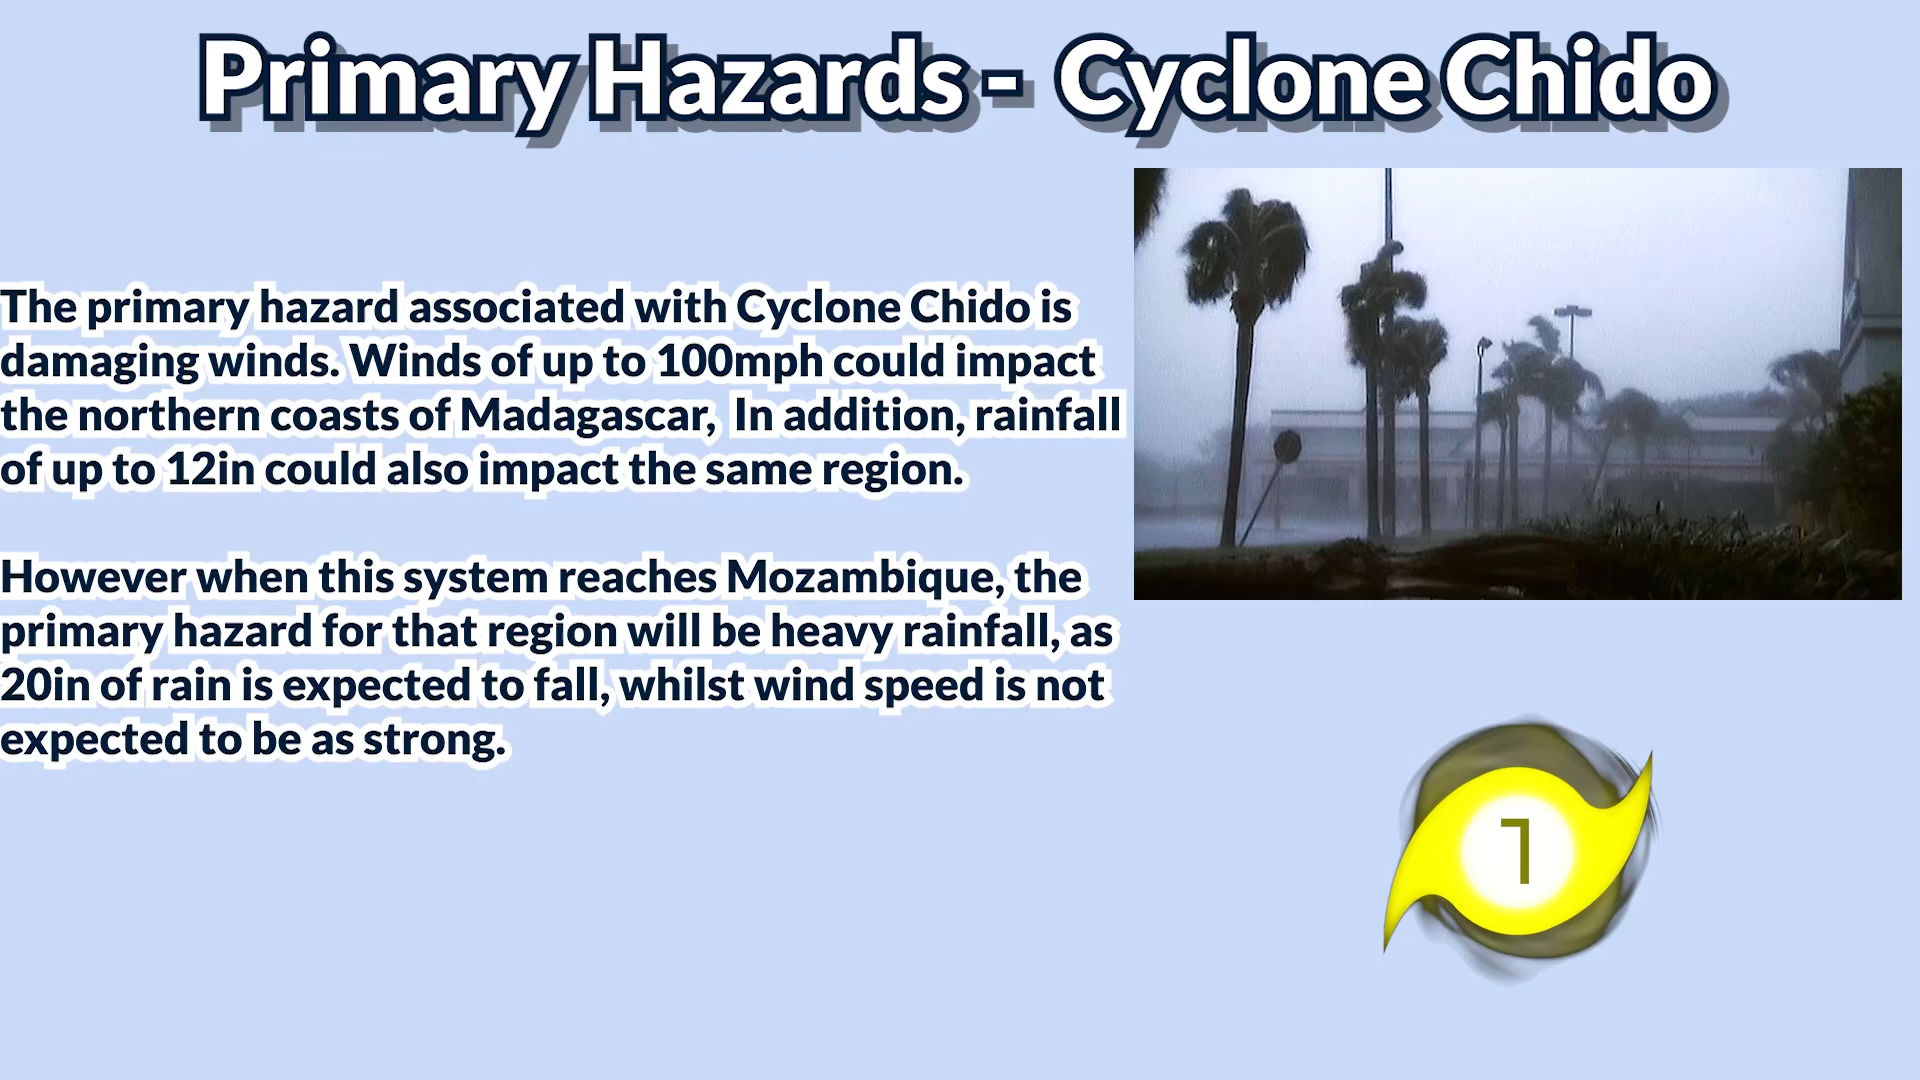 Primary Hazards - Cyclone Chido
The primary hazard associated with Cyclone Chido is
damaging winds. Winds of up to 100mph could impact
the northern coasts of Madagascar,  In addition, rainfall
of up to 12in could also impact the same region.
However when this system reaches Mozambique, the
primary hazard for that region will be heavy rainfall, as
20in of rain is expected to fall, whilst wind speed is not
expected to be as strong.
1